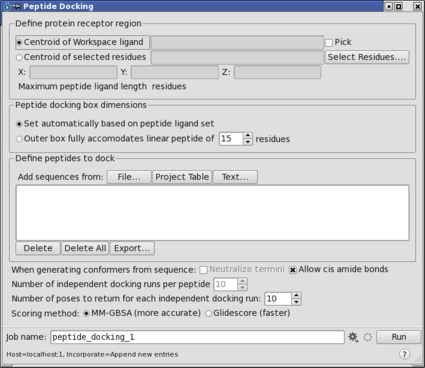 Peptide Docking
Define protein receptor region
Centroid of Workspace ligand
Pick
Centroid of selected residues
Select Residues....
X:
Y:
Z:
Maximum peptide ligand length residues
Peptide docking box dimensions
Set automatically based on peptide ligand set
Outer box fully accomodates linear peptide of 15 residues
Define peptides to dock
Add sequences from: File... Project Table Text...
Delete Delete All Export...
When generating conformers from sequence: Neutralize termini Allow cis amide bonds
Number of independent docking runs per peptide 10
Number of poses to return for each independent docking run: 10
Scoring method: MM-GBSA (more accurate) Glidescore (faster)
Job name: peptide_docking_1 Run
Host=localhost:1, Incorporate=Append new entries ?